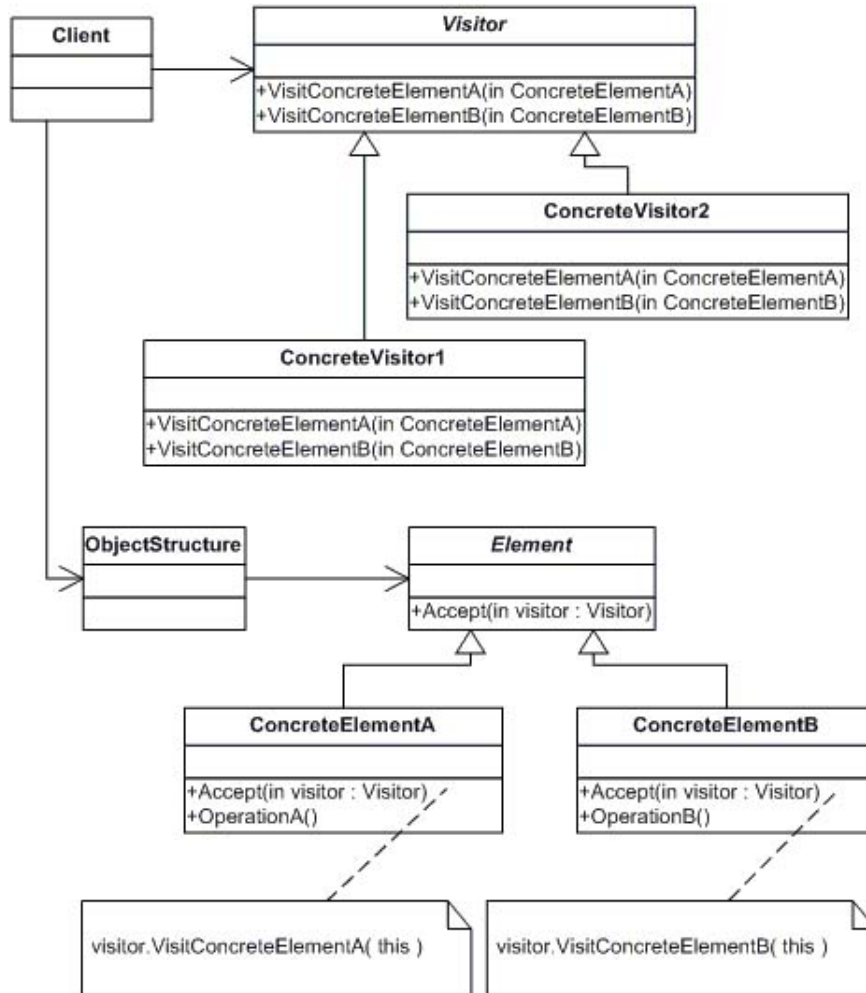 Client
Visitor
+VisitConcreteElementA(in ConcreteElementA)
+VisitConcreteElementB(in ConcreteElementB)
ConcreteVisitor2
+VisitConcreteElementA(in ConcreteElementA)
+VisitConcreteElementB(in ConcreteElementB)
ConcreteVisitor1
+VisitConcreteElementA(in ConcreteElementA)
+VisitConcreteElementB(in ConcreteElementB)
ObjectStructure
Element
+Accept(in visitor : Visitor)
ConcreteElementA
+Accept(in visitor : Visitor)
+OperationA()
ConcreteElementB
+Accept(in visitor : Visitor)
+OperationB()
visitor.VisitConcreteElementA( this )
visitor.VisitConcreteElementB( this )